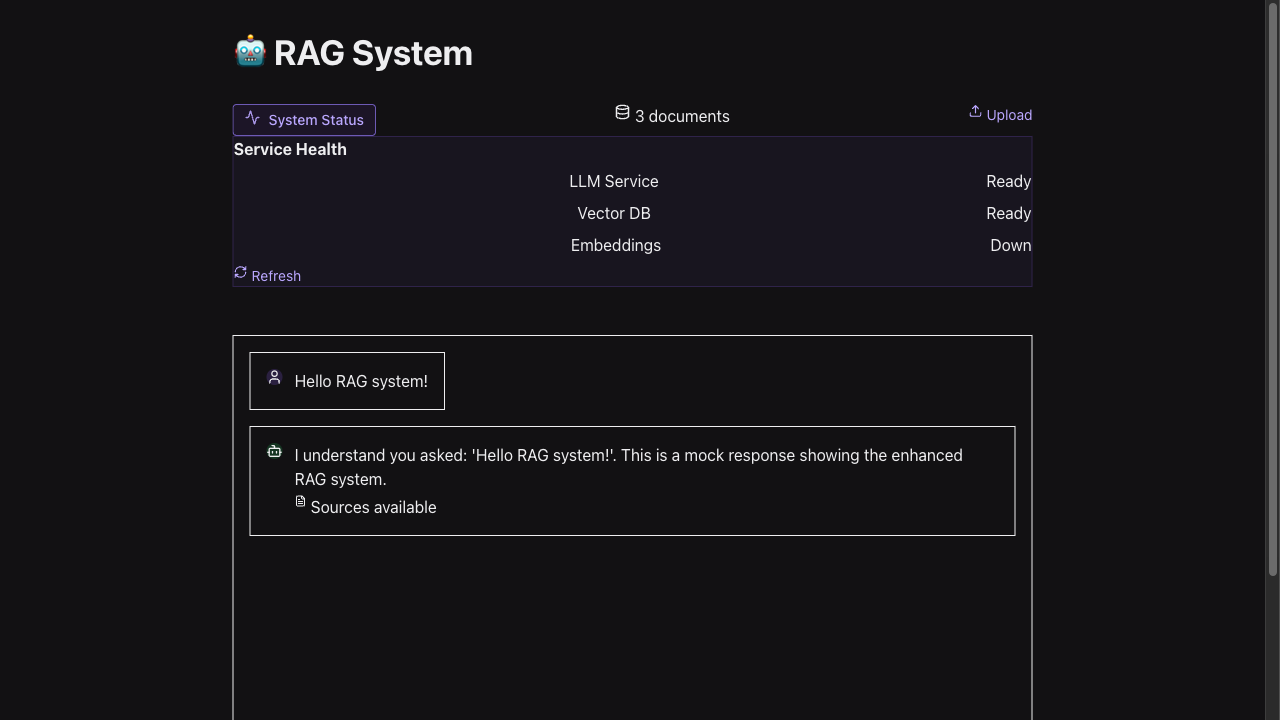 RAG System
System Status
3 documents
Upload
Service Health
LLM Service Ready
Vector DB Ready
Embeddings Down
Refresh
Hello RAG system!
I understand you asked: 'Hello RAG system!'. This is a mock response showing the enhanced
RAG system.
Sources available